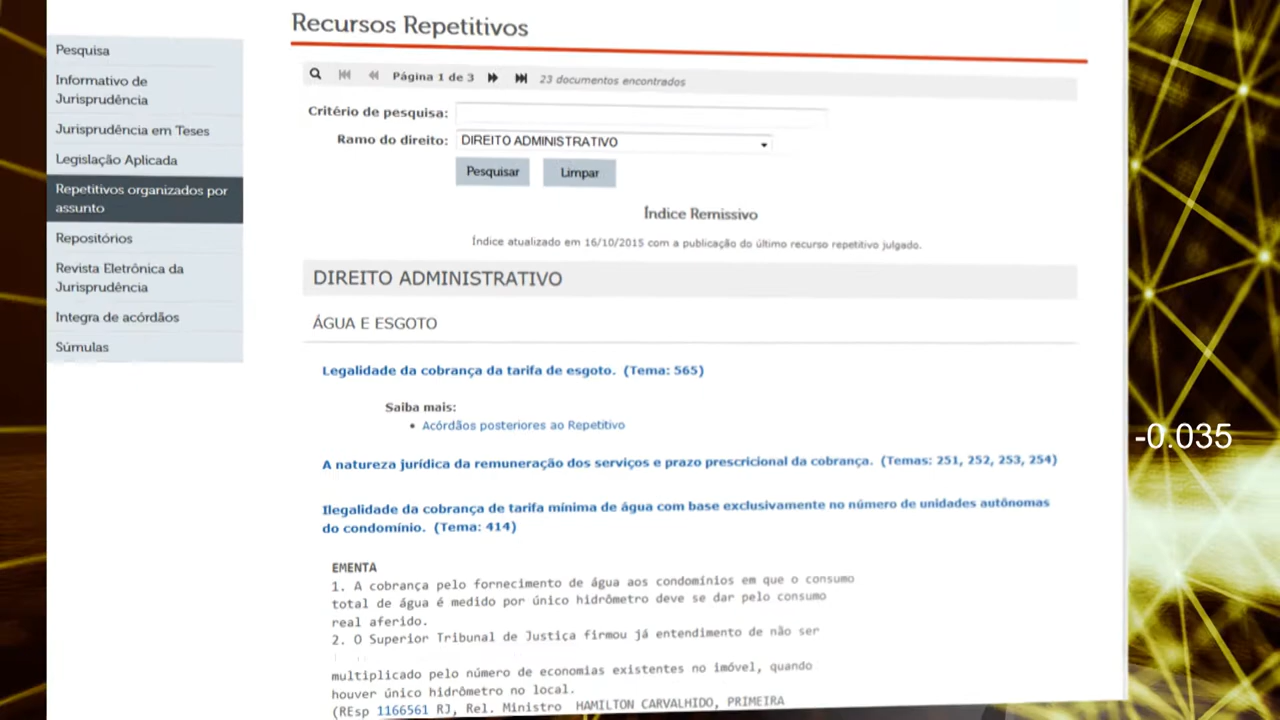 Recursos Repetitivos
Pesquisa
Informativo de
Jurisprudência
Jurisprudência em Teses
Legislação Aplicada
Repetitivos organizados por
assunto
Repositórios
Revista Eletrônica da
Jurisprudência
Integra de acórdãos
Súmulas
Página 1 de 3 23 documentos encontrados
Critério de pesquisa:
Ramo do direito: DIREITO ADMINISTRATIVO
Pesquisar Limpar
Índice Remissivo
Índice atualizado em 16/10/2015 com a publicação do último recurso repetitivo julgado.
DIREITO ADMINISTRATIVO
ÁGUA E ESGOTO
Legalidade da cobrança da tarifa de esgoto. (Tema: 565)
Saiba mais:
• Acórdãos posteriores ao Repetitivo
-0.035
A natureza jurídica da remuneração dos serviços e prazo prescricional da cobrança. (Temas: 251, 252, 253, 254)
Ilegalidade da cobrança de tarifa mínima de água com base exclusivamente no número de unidades autônomas
do condomínio. (Tema: 414)
EMENTA
1. A cobrança pelo fornecimento de água aos condomínios em que o consumo
total de água é medido por único hidrômetro deve se dar pelo consumo
real aferido.
2. O Superior Tribunal de Justiça firmou já entendimento de não ser
multiplicado pelo número de economias existentes no imóvel, quando
houver único hidrômetro no local.
(REsp 1166561 RJ, Rel. Ministro HAMILTON CARVALHIDO, PRIMEIRA